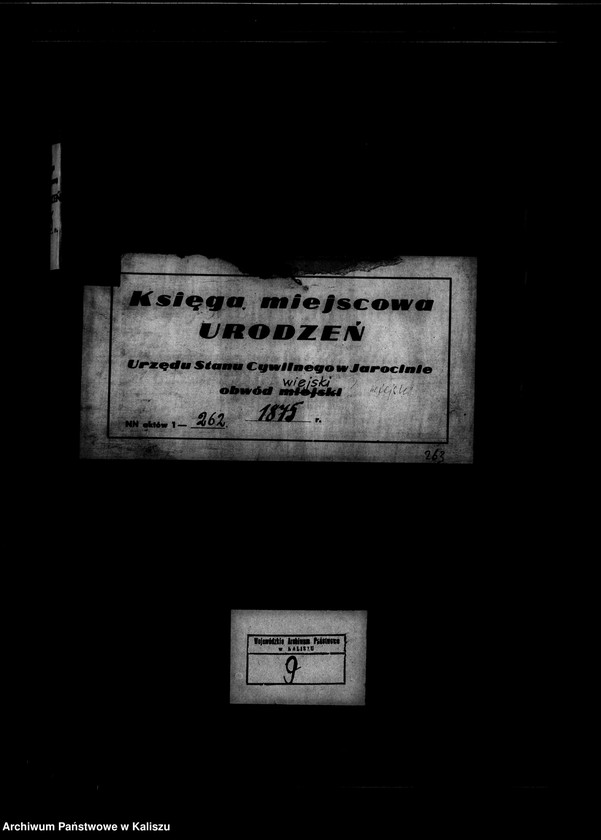 Księga miejscowa
URODZEŃ
Urzędu Stanu Cywilnego w Jarocinie
wiejski
obwód miejski
NN aktów 1 — 262. 1875 r.
263
Wojewódzkie Archiwum Państwowe
w KALISZU
9
Archiwum Państwowe w Kaliszu